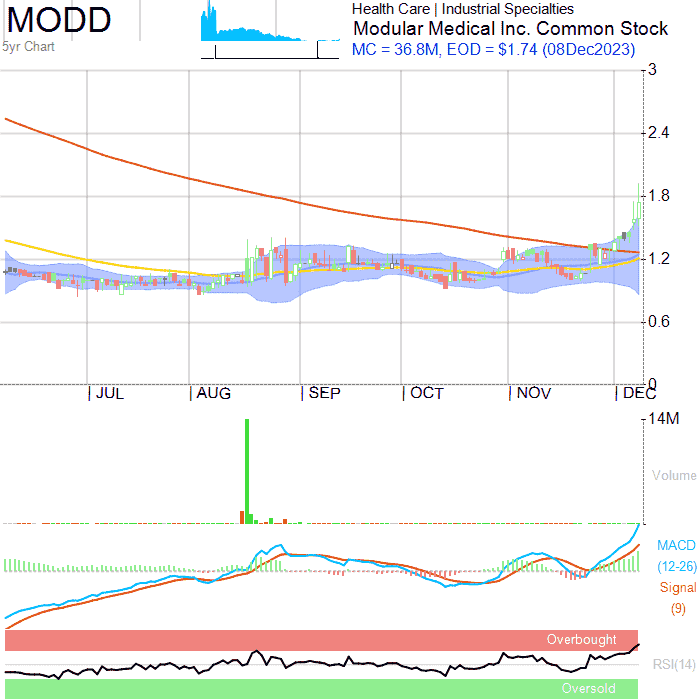 MODD
5yr Chart
Health Care | Industrial Specialties
Modular Medical Inc. Common Stock
MC = 36.8M, EOD = $1.74 (08Dec2023)
3
2.4
1.8
1.2
0.6
0
JUL
AUG
SEP
OCT
NOV
DEC
14M
Volume
MACD
(12-26)
Signal
(9)
Overbought
RSI(14)
Oversold